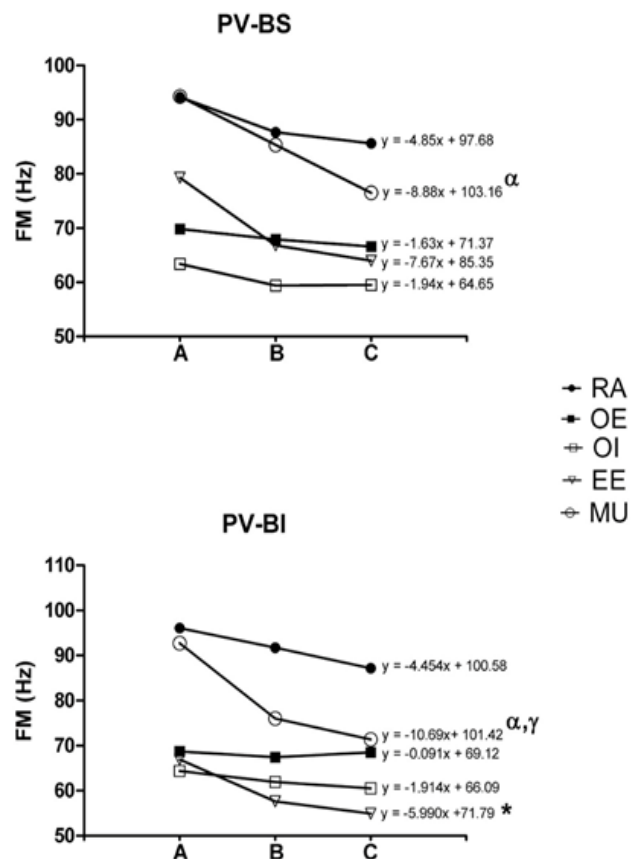 PV-BS
100
90
80
70
60
50
FM (Hz)
A B C
y = -4.85x + 97.68
y = -8.88x + 103.16 α
y = -1.63x + 71.37
y = -7.67x + 85.35
y = -1.94x + 64.65
RA
OE
OI
EE
MU
PV-BI
110
100
90
80
70
60
50
FM (Hz)
A B C
y = -4.454x + 100.58
y = -10.69x+ 101.42 α,γ
y = -0.091x + 69.12
y = -1.914x + 66.09
y = -5.990x +71.79 *